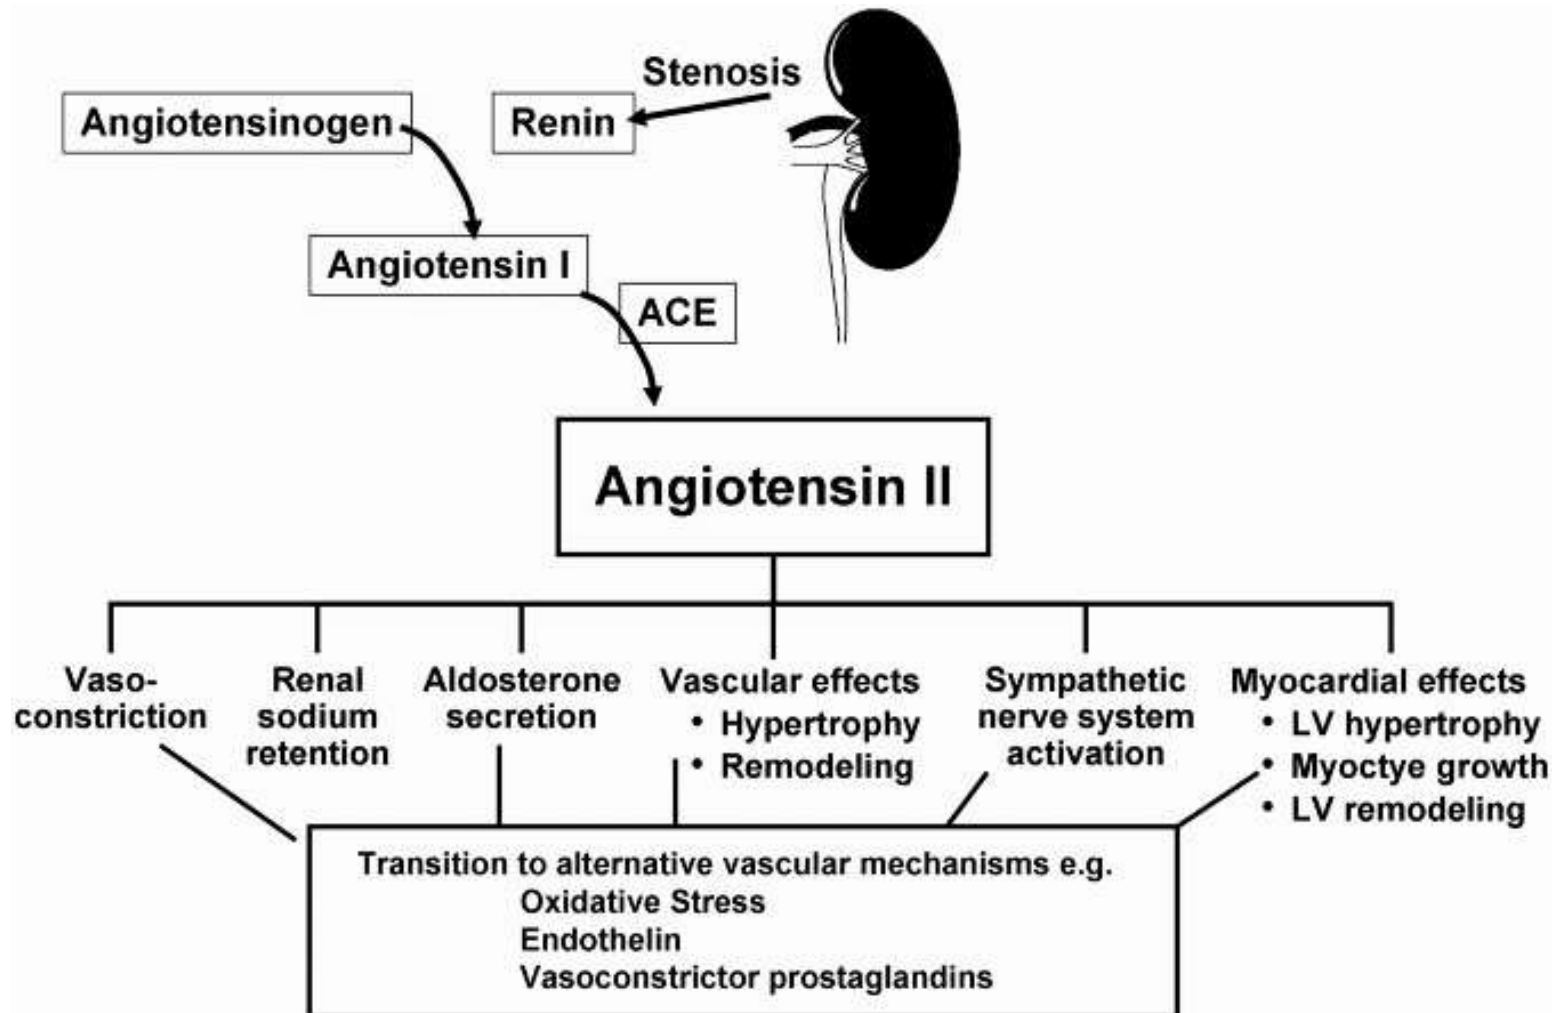 Stenosis
Angiotensinogen
Renin
Angiotensin I
ACE
Angiotensin II
Vaso-
constriction
Renal
sodium
retention
Aldosterone
secretion
Vascular effects
• Hypertrophy
• Remodeling
Sympathetic
nerve system
activation
Myocardial effects
• LV hypertrophy
• Myoctye growth
• LV remodeling
Transition to alternative vascular mechanisms e.g.
Oxidative Stress
Endothelin
Vasoconstrictor prostaglandins